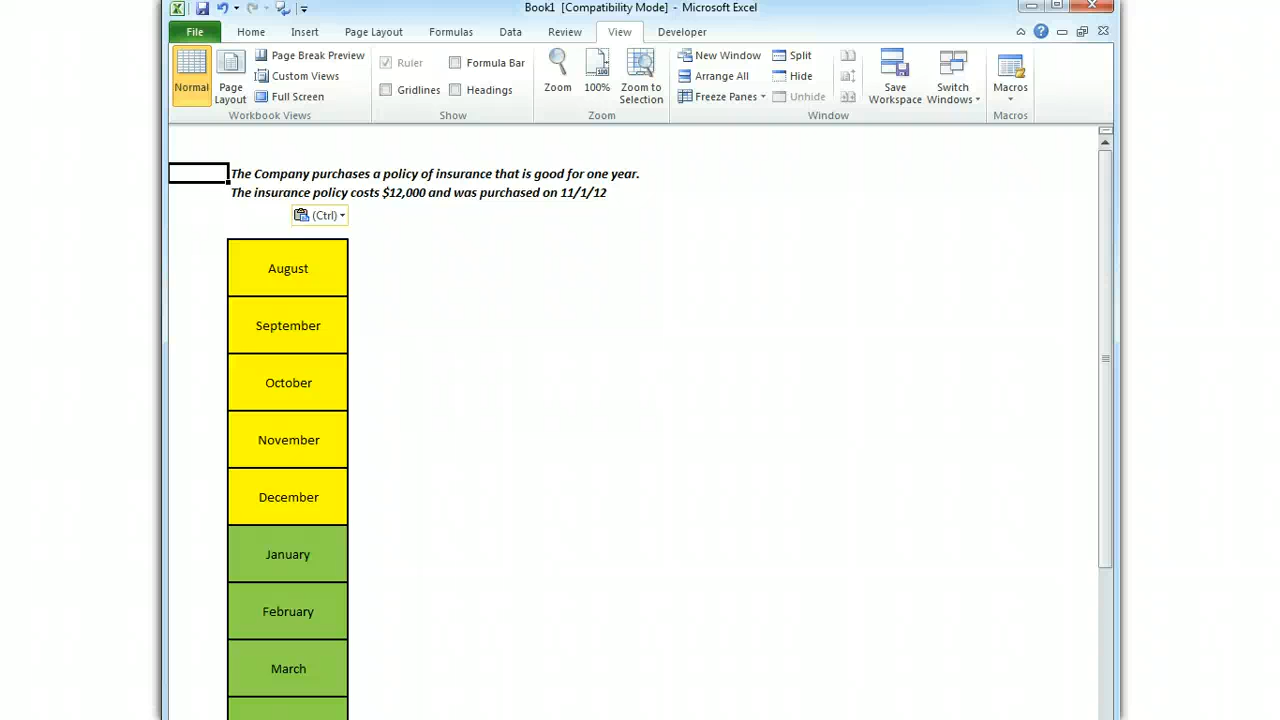 Book1 [Compatibility Mode] - Microsoft Excel
File Home Insert Page Layout Formulas Data Review View Developer
Normal
Page Layout
Page Break Preview
Custom Views
Full Screen
Workbook Views
Ruler
Formula Bar
Gridlines
Headings
Show
Zoom
100%
Zoom to Selection
Zoom
New Window
Arrange All
Freeze Panes
Split
Hide
Unhide
Save Workspace
Switch Windows
Window
Macros
Macros
The Company purchases a policy of insurance that is good for one year.
The insurance policy costs $12,000 and was purchased on 11/1/12
(Ctrl)
August
September
October
November
December
January
February
March